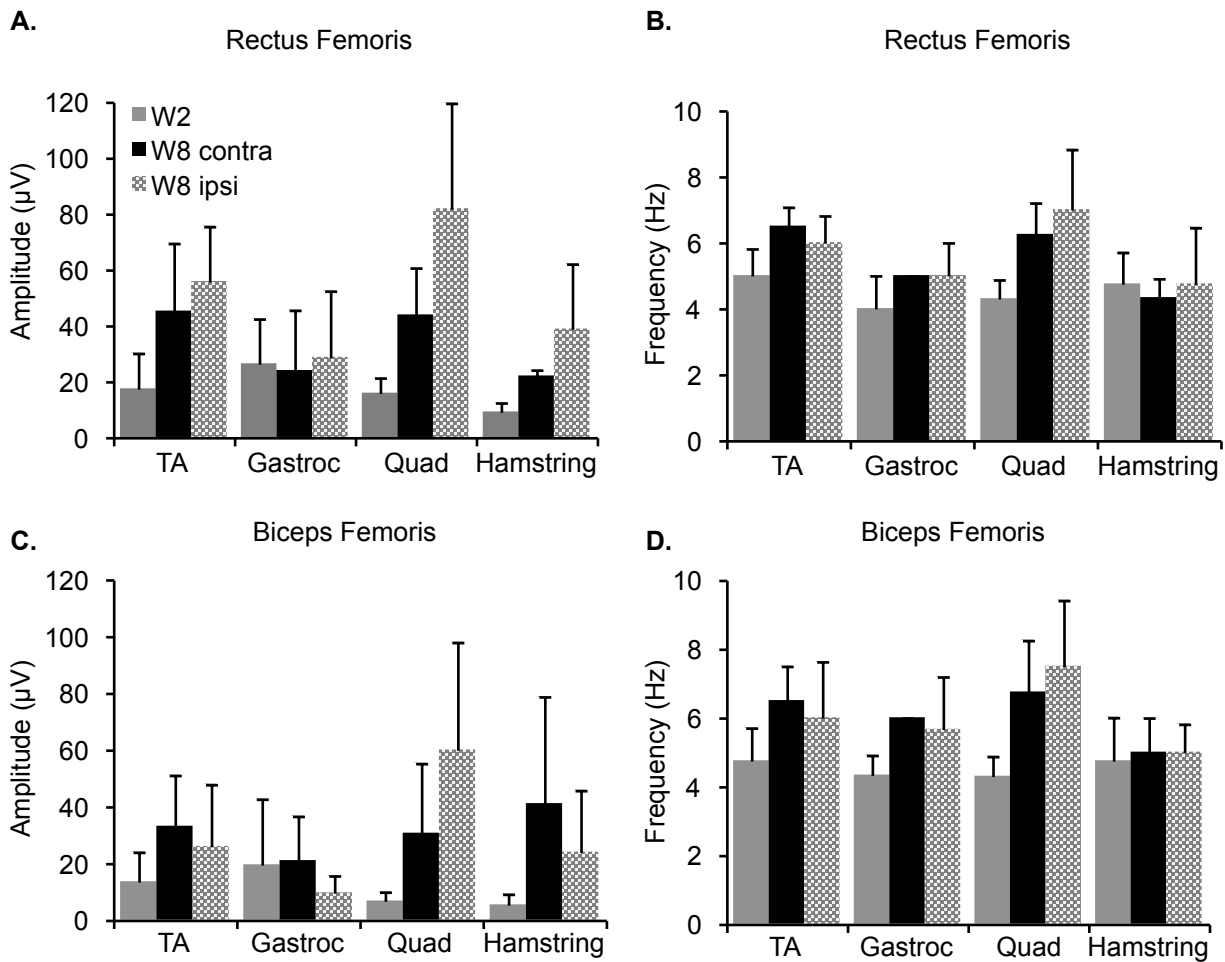 A.
Rectus Femoris
120
100
80
60
40
20
0
Amplitude (µV)
W2
W8 contra
W8 ipsi
TA Gastroc Quad Hamstring
B.
Rectus Femoris
10
8
6
4
2
0
Frequency (Hz)
TA Gastroc Quad Hamstring
C.
Biceps Femoris
120
100
80
60
40
20
0
Amplitude (µV)
TA Gastroc Quad Hamstring
D.
Biceps Femoris
10
8
6
4
2
0
Frequency (Hz)
TA Gastroc Quad Hamstring